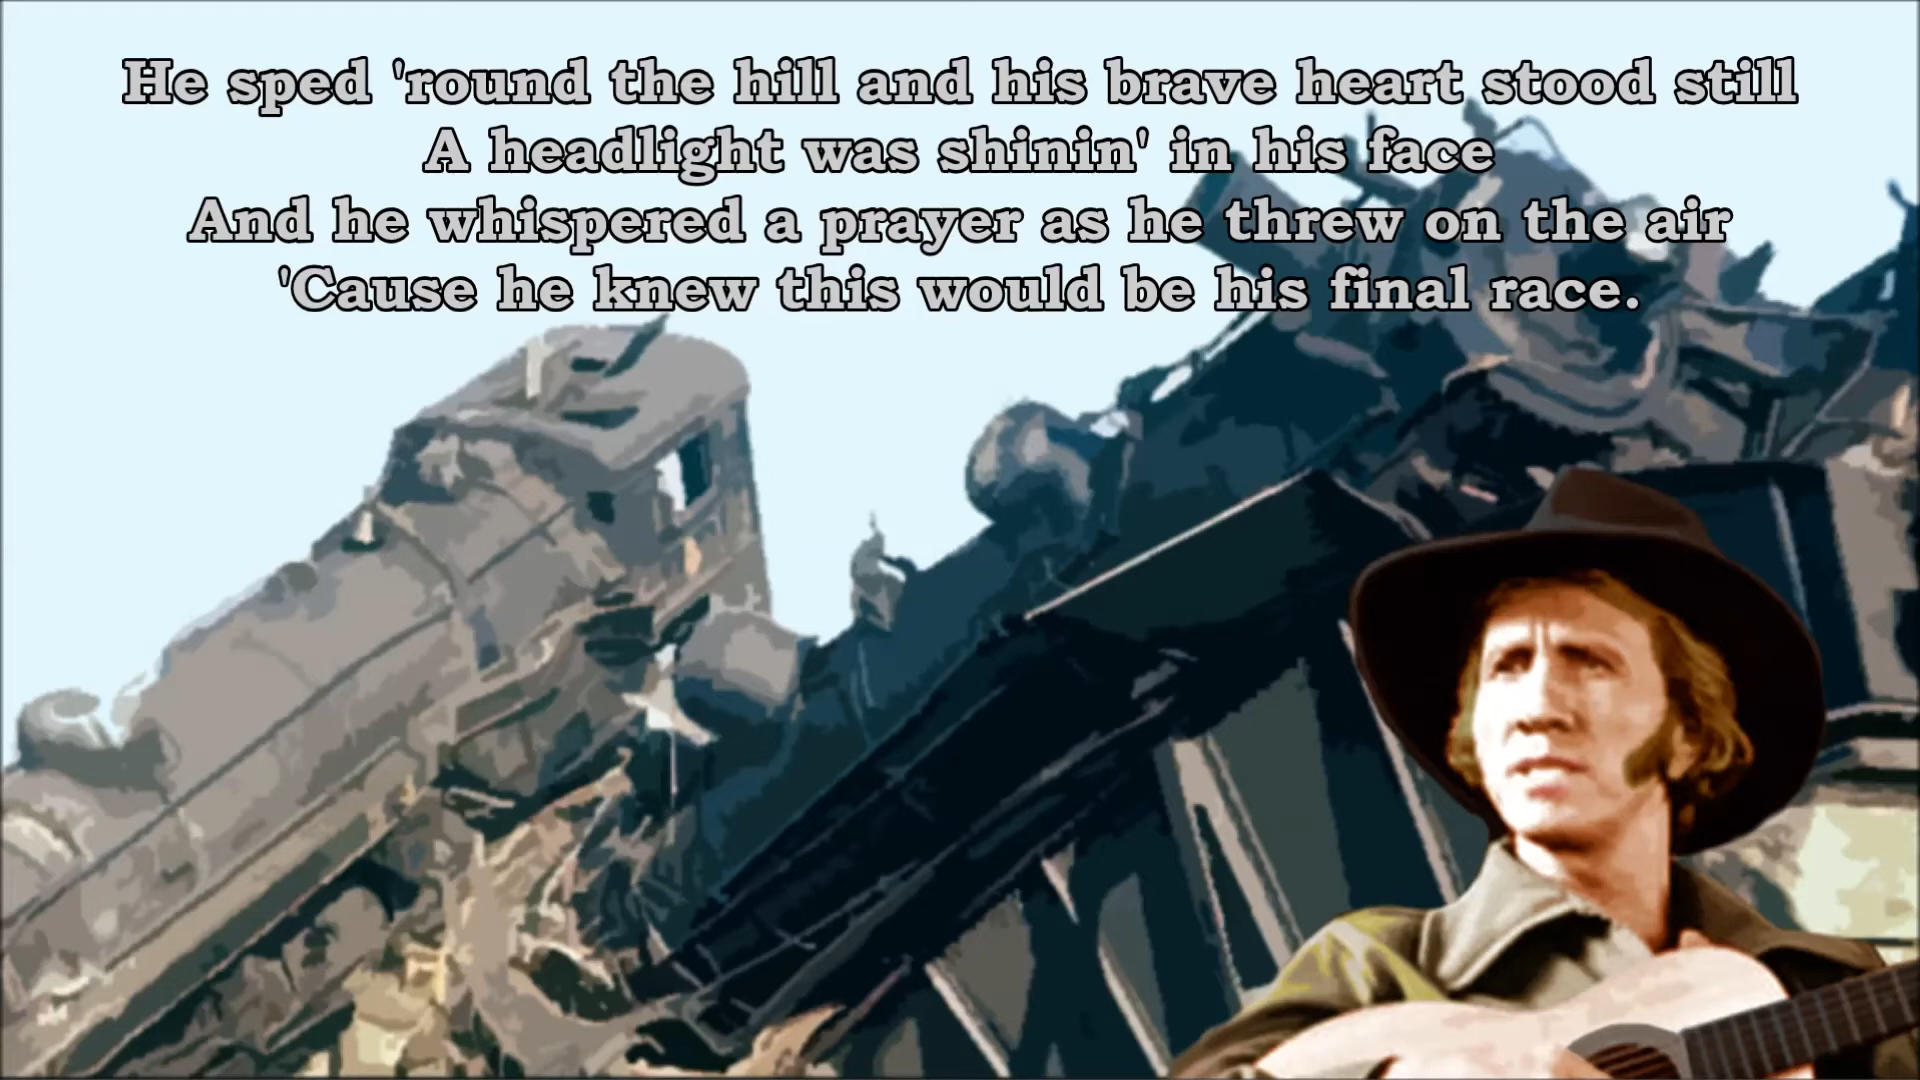 He sped 'round the hill and his brave heart stood still
A headlight was shinin' in his face
And he whispered a prayer as he threw on the air
'Cause he knew this would be his final race.